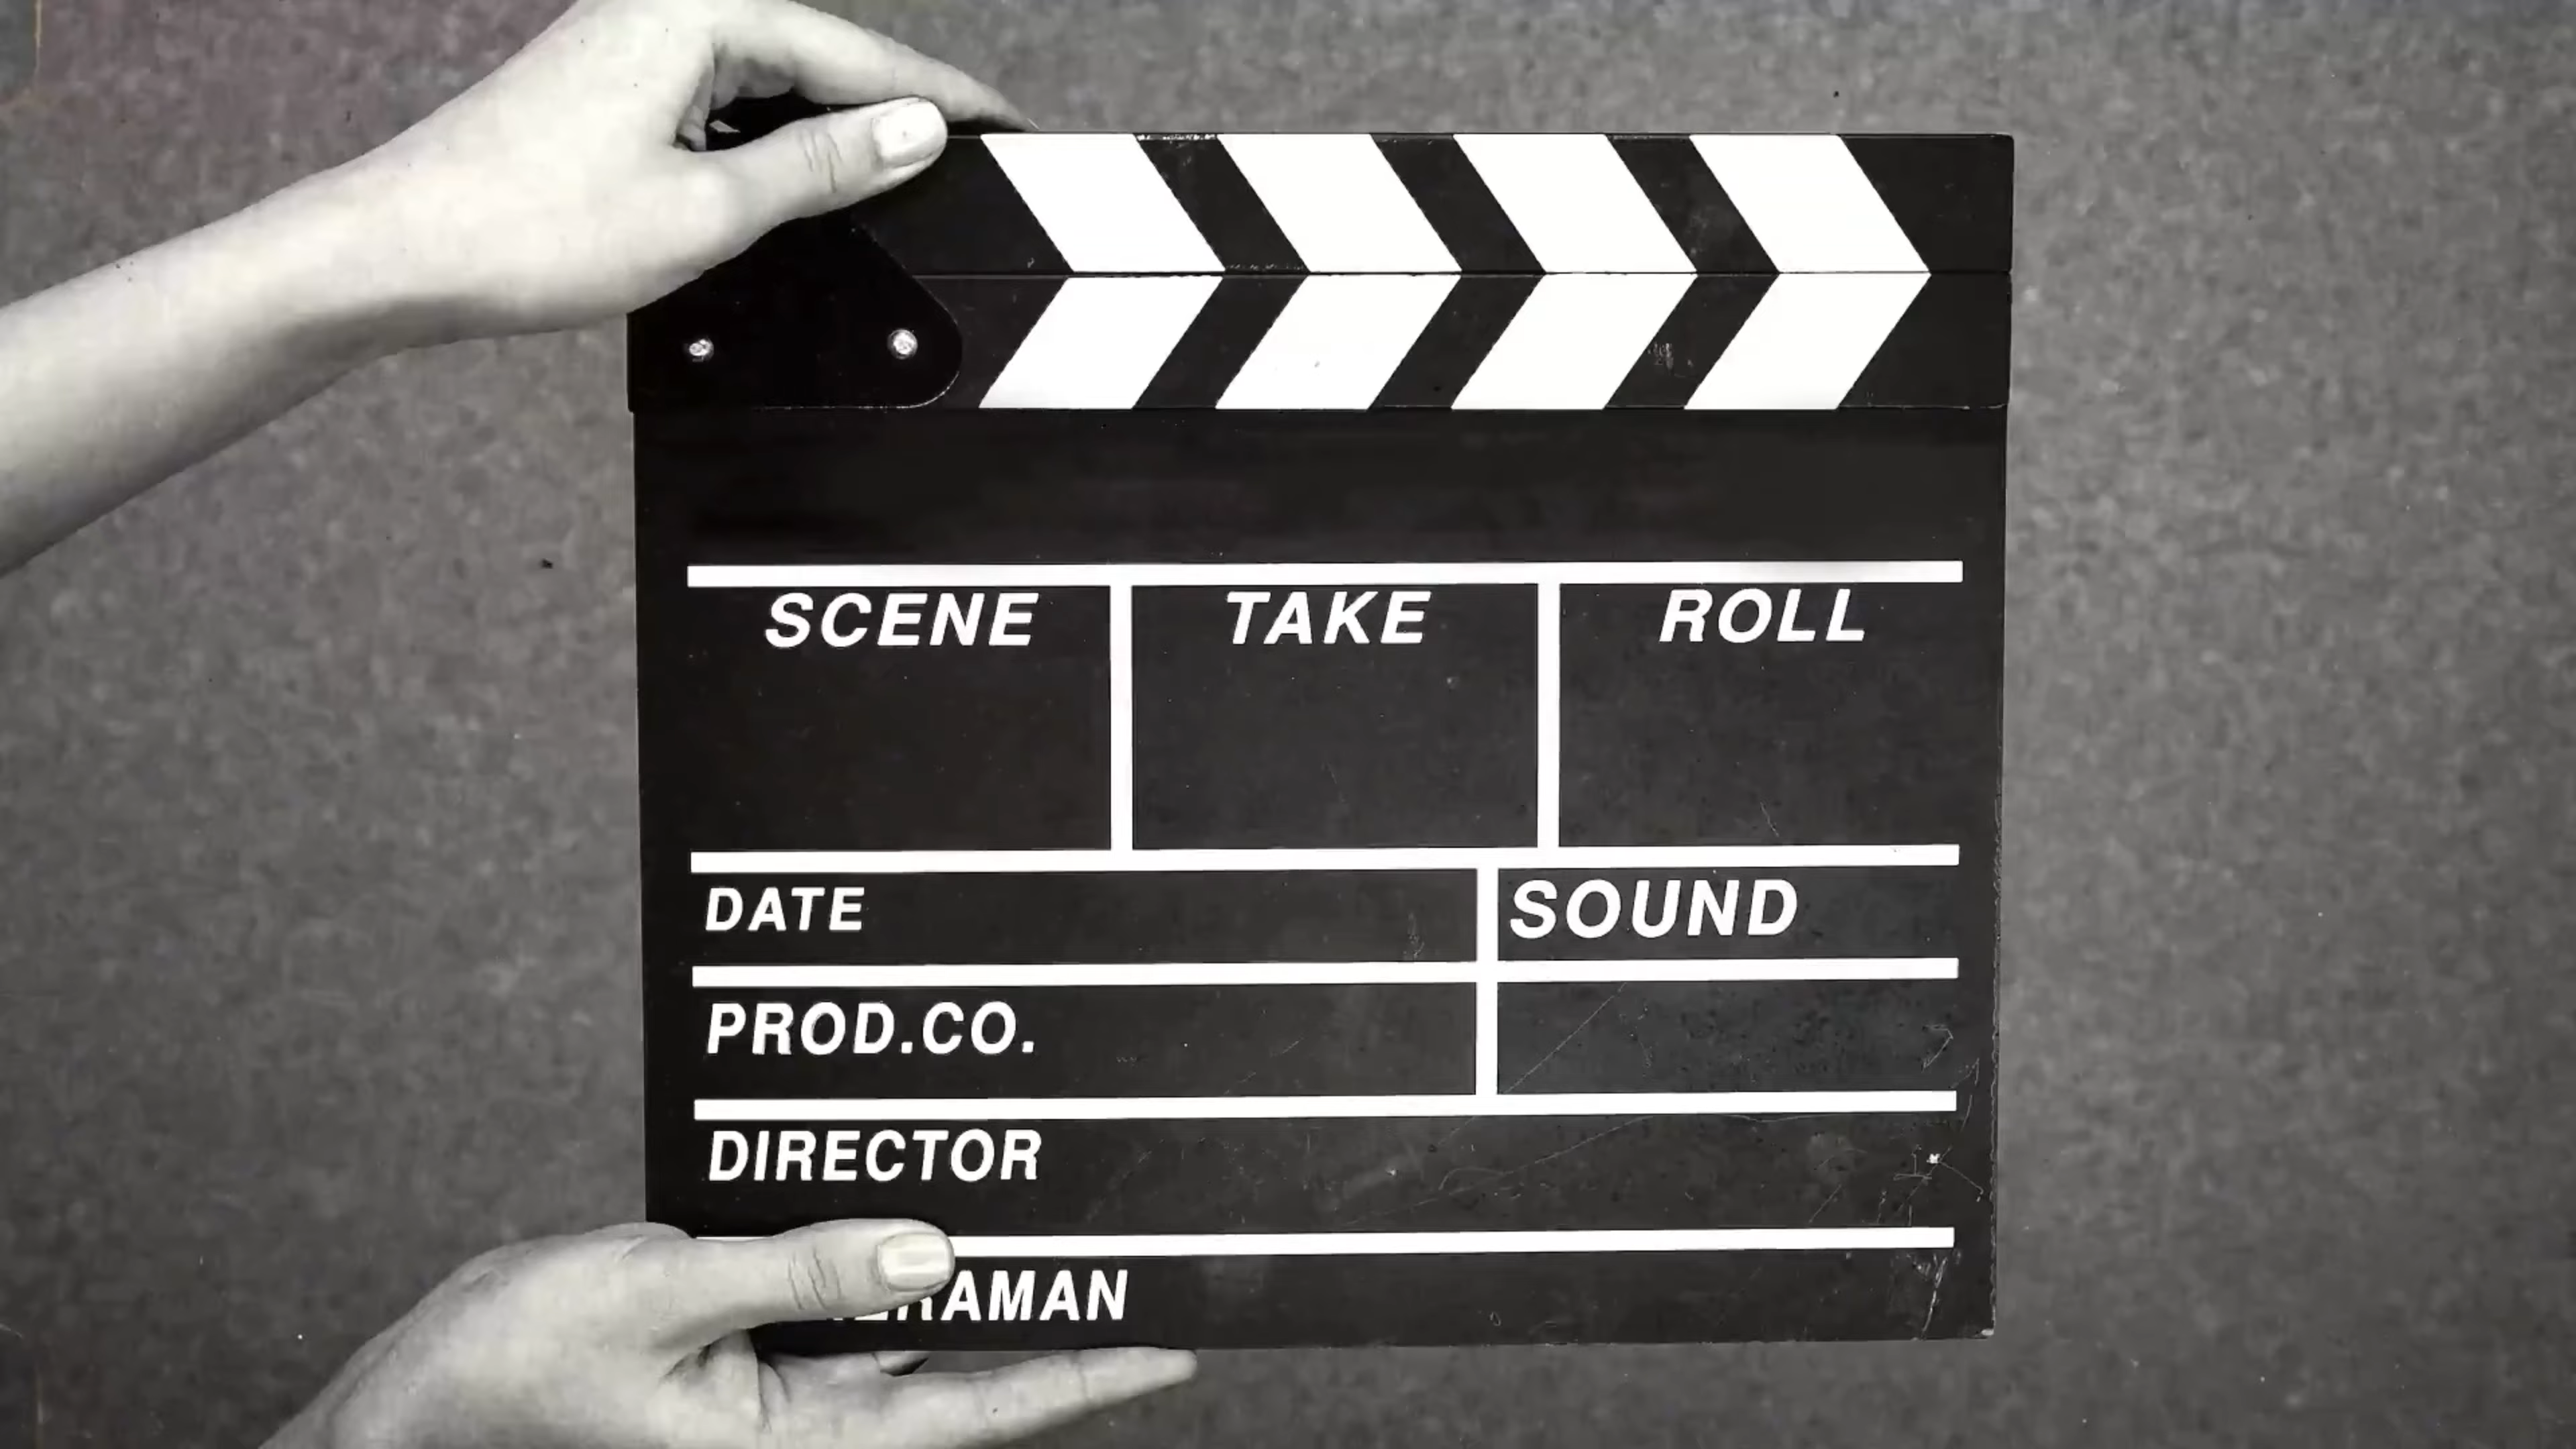 SCENE TAKE ROLL
DATE SOUND
PROD.CO.
DIRECTOR